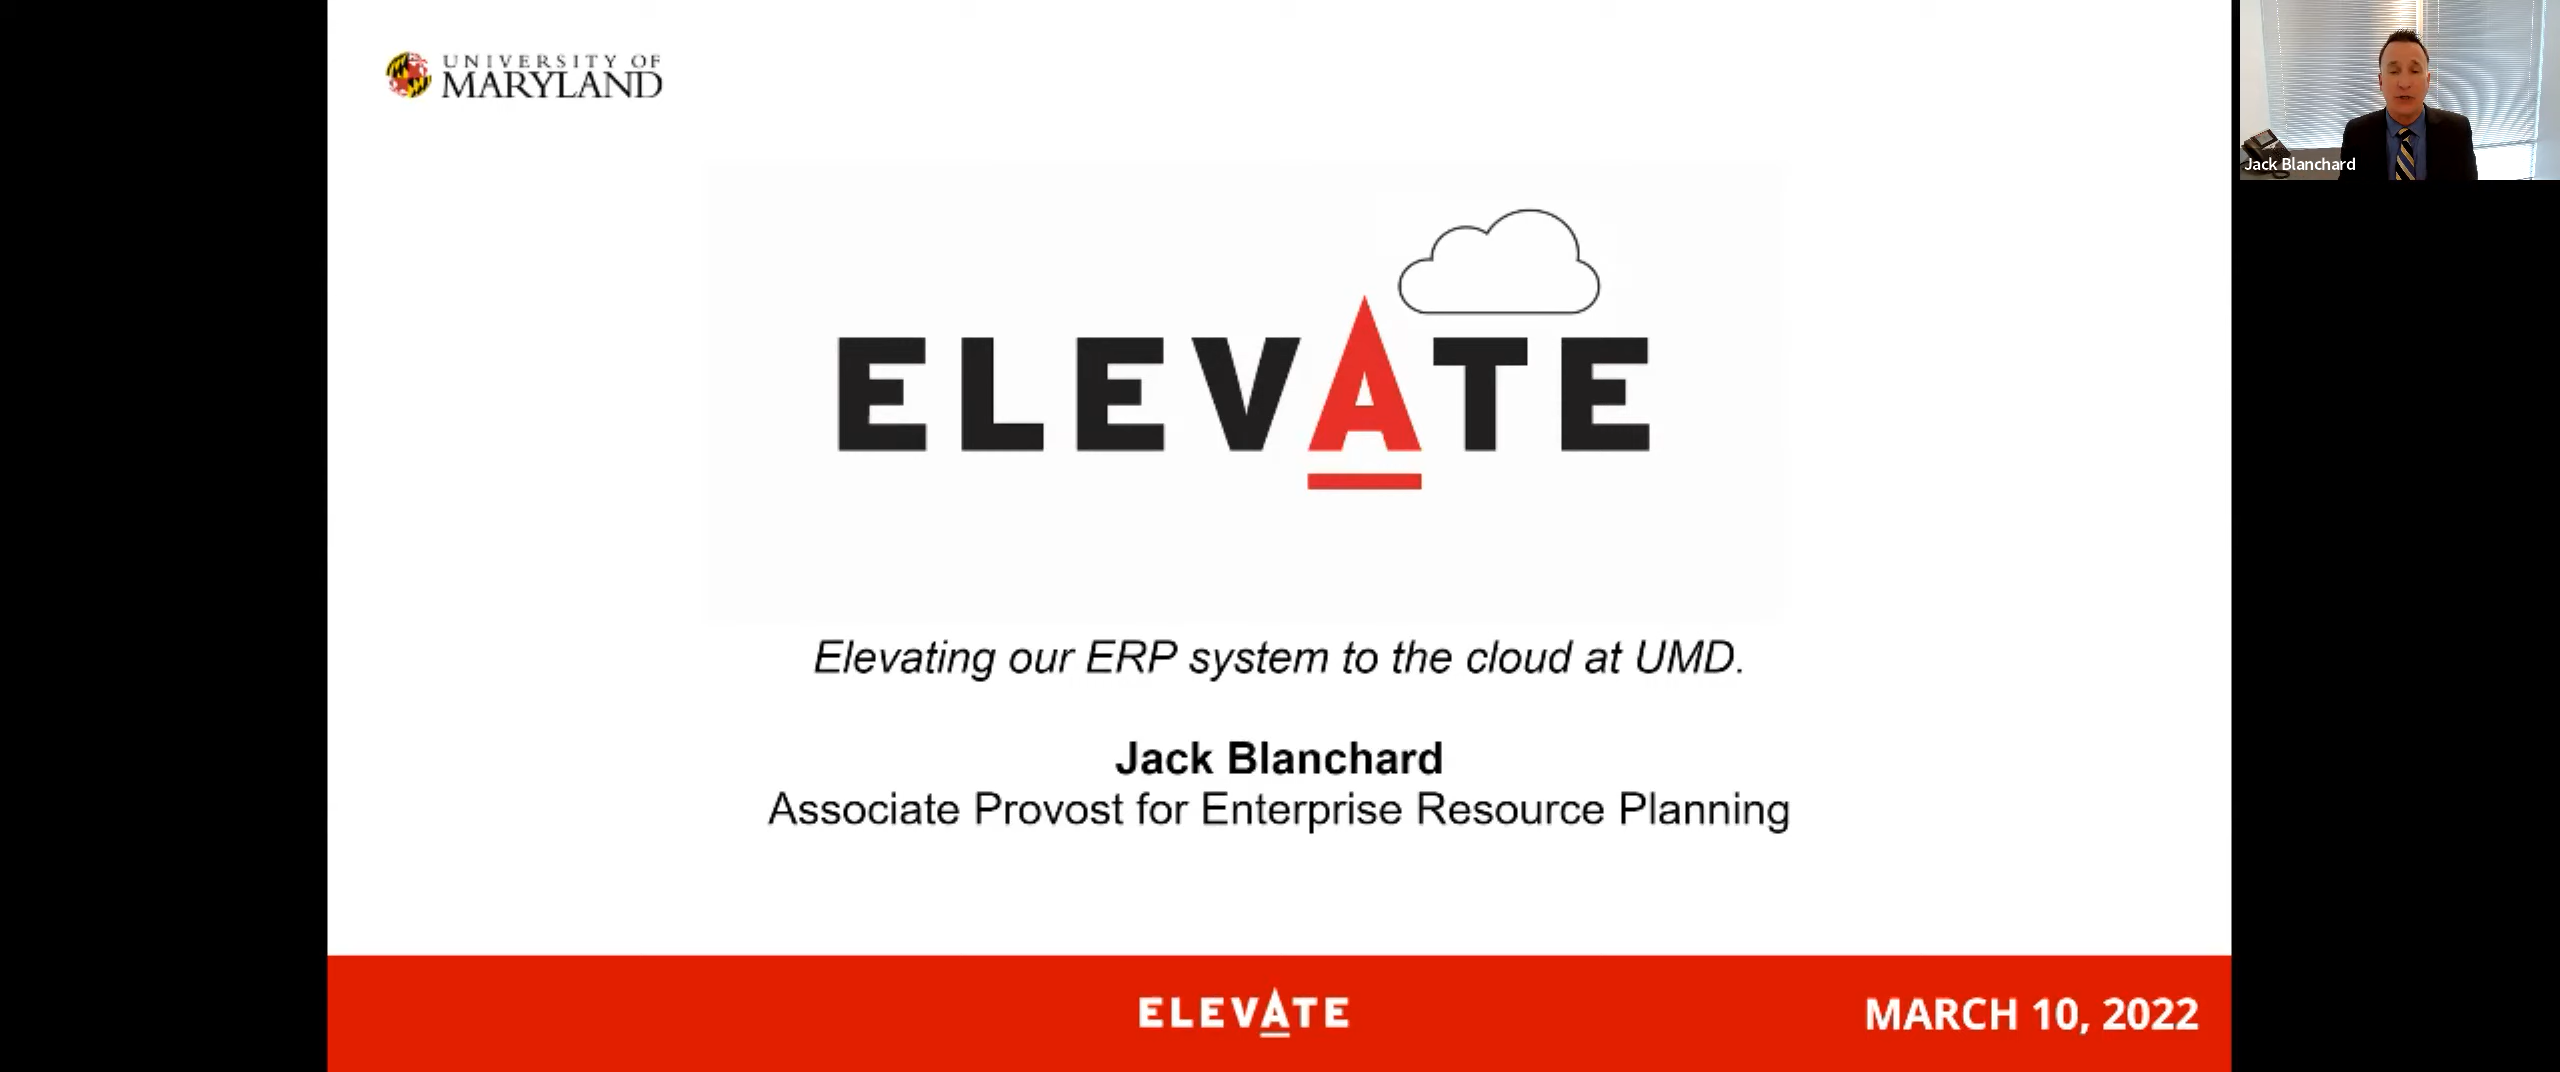 UNIVERSITY OF
MARYLAND
Jack Blanchard
ELEVATE
Elevating our ERP system to the cloud at UMD.
Jack Blanchard
Associate Provost for Enterprise Resource Planning
ELEVATE
MARCH 10, 2022